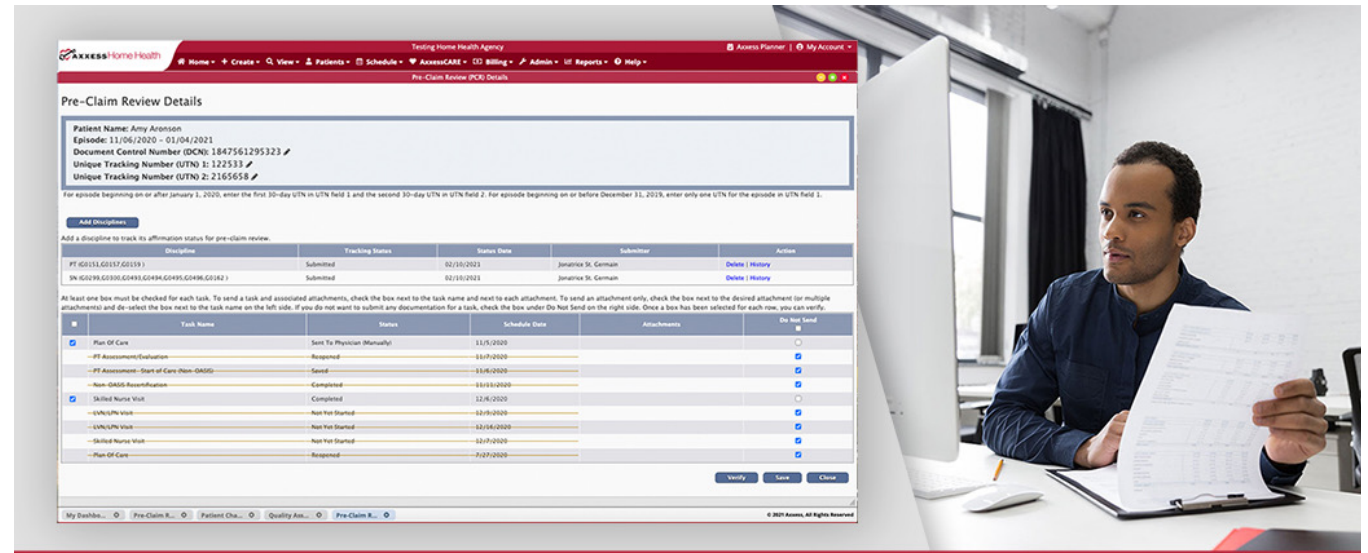 AXXESS Home Health
Testing Home Health Agency
Axxess Planner | My Account
Home + Create View Patients Schedule AxxessCARE Billing Admin Reports Help
Pre-Claim Review (PCR) Details
Pre-Claim Review Details
Patient Name: Amy Aronson
Episode: 11/06/2020 - 01/04/2021
Document Control Number (DCN): 1847561295323
Unique Tracking Number (UTN) 1: 122533
Unique Tracking Number (UTN) 2: 2165658
For episode beginning on or after January 1, 2020, enter the first 30-day UTN in UTN field 1 and the second 30-day UTN in UTN field 2. For episode beginning on or before December 31, 2019, enter only one UTN for the episode in UTN field 1.
Add Disciplines
Add a discipline to track its affirmation status for pre-claim review.
Discipline Tracking Status Status Date Submitter Action
PT (G0151,G0157,G0159 ) Submitted 02/10/2021 Jonatrice St. Germain Delete | History
SN (G0299,G0300,G0493,G0494,G0495,G0496,G0162 ) Submitted 02/10/2021 Jonatrice St. Germain Delete | History
At least one box must be checked for each task. To send a task and associated attachments, check the box next to the task name and next to each attachment. To send an attachment only, check the box next to the desired attachment (or multiple
attachments) and de-select the box next to the task name on the left side. If you do not want to submit any documentation for a task, check the box under Do Not Send on the right side. Once a box has been selected for each row, you can verify.
Task Name Status Schedule Date Attachments Do Not Send
Plan Of Care Sent To Physician (Manually) 11/5/2020
PT Assessment/Evaluation Reopened 11/7/2020
PT Assessment- Start of Care (Non-OASIS) Saved 11/6/2020
Non-OASIS Recertification Completed 11/11/2020
Skilled Nurse Visit Completed 12/6/2020
LVN/LPN Visit Not Yet Started 12/9/2020
LVN/LPN Visit Not Yet Started 12/16/2020
Skilled Nurse Visit Not Yet Started 12/7/2020
Plan Of Care Reopened 7/27/2020
Verify Save Close
My Dashbo... Pre-Claim R... Patient Cha... Quality Ass... Pre-Claim R...
© 2021 Axxess, All Rights Reserved